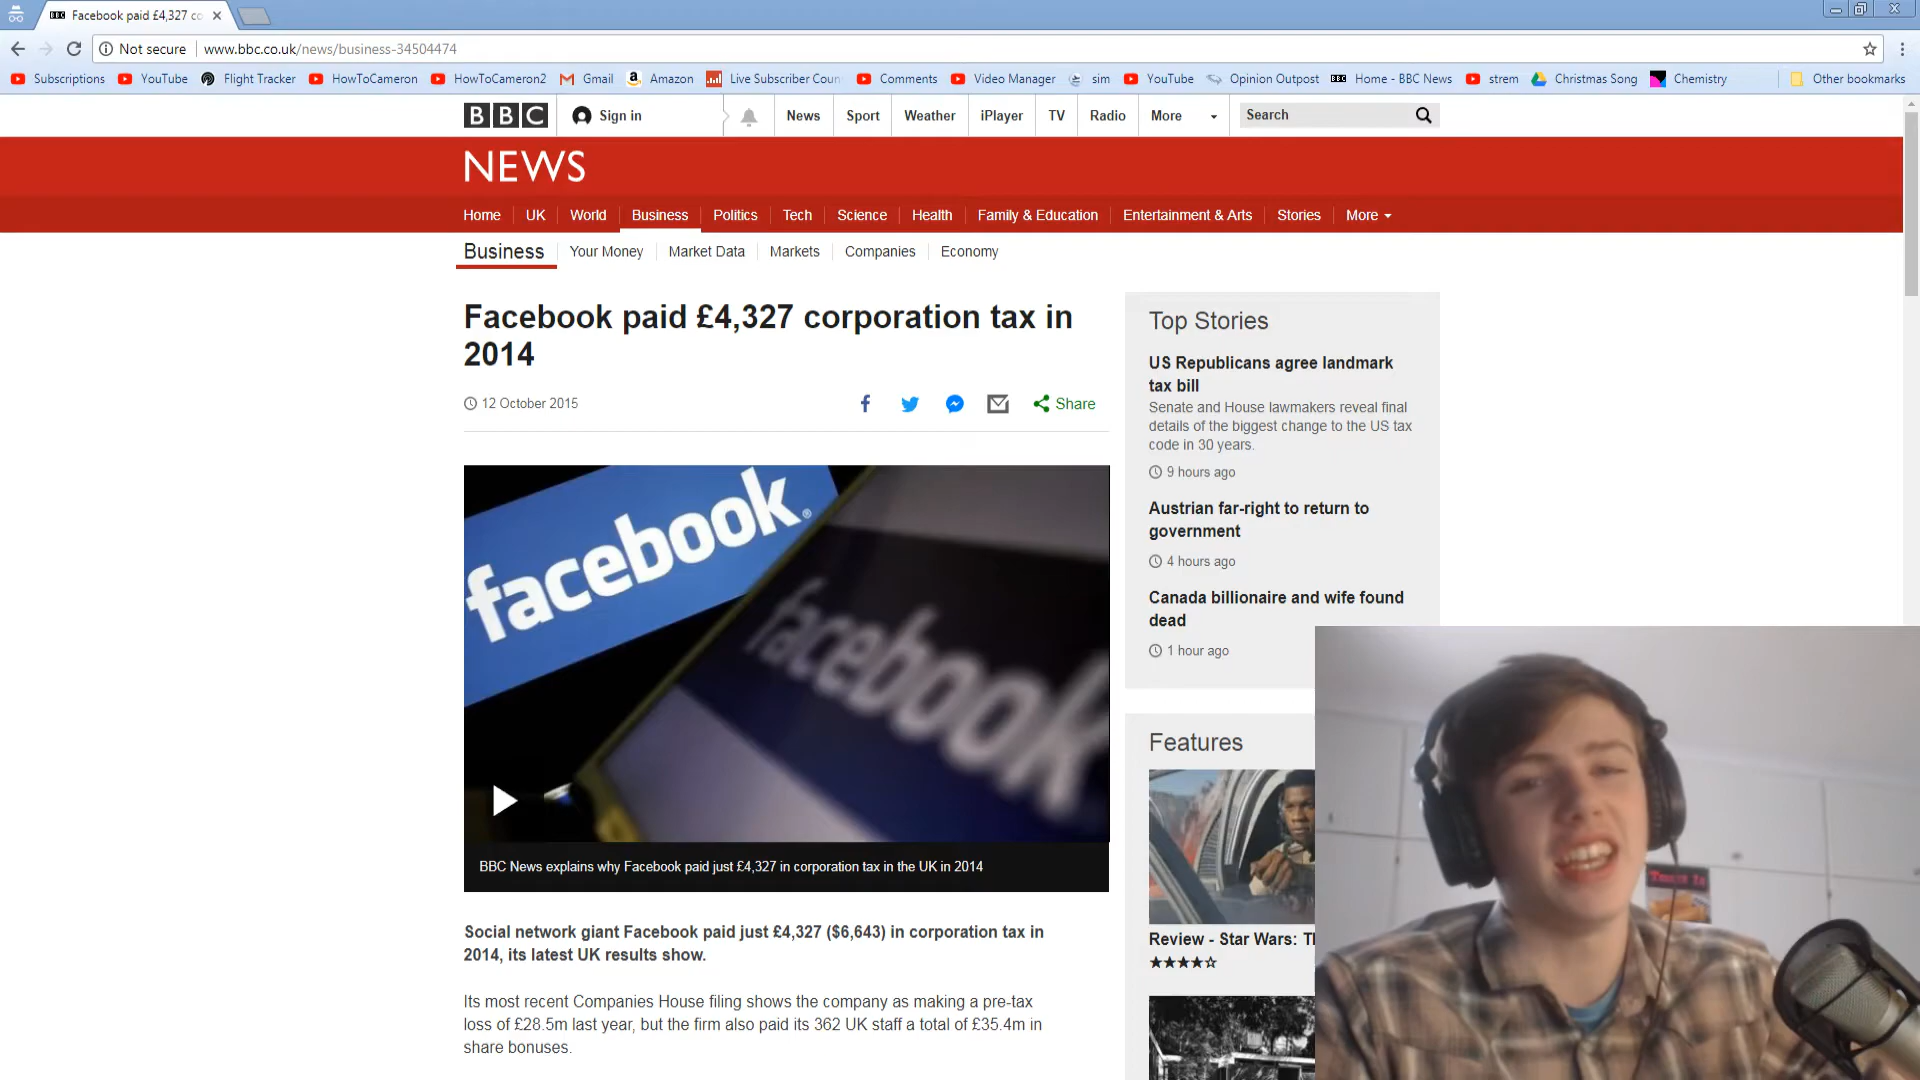 Facebook paid £4,327 co
Not secure www.bbc.co.uk/news/business-34504474
Subscriptions YouTube Flight Tracker HowToCameron HowToCameron2 Gmail Amazon Live Subscriber Coun Comments Video Manager sim YouTube Opinion Outpost Home - BBC News strem Christmas Song Chemistry Other bookmarks
BBC Sign in News Sport Weather iPlayer TV Radio More Search
NEWS
Home UK World Business Politics Tech Science Health Family & Education Entertainment & Arts Stories More
Business Your Money Market Data Markets Companies Economy
Facebook paid £4,327 corporation tax in
2014
12 October 2015 Share
facebook
facebook
BBC News explains why Facebook paid just £4,327 in corporation tax in the UK in 2014
Social network giant Facebook paid just £4,327 ($6,643) in corporation tax in
2014, its latest UK results show.
Its most recent Companies House filing shows the company as making a pre-tax
loss of £28.5m last year, but the firm also paid its 362 UK staff a total of £35.4m in
share bonuses.
Top Stories
US Republicans agree landmark
tax bill
Senate and House lawmakers reveal final
details of the biggest change to the US tax
code in 30 years.
9 hours ago
Austrian far-right to return to
government
4 hours ago
Canada billionaire and wife found
dead
1 hour ago
Features
Review - Star Wars: T